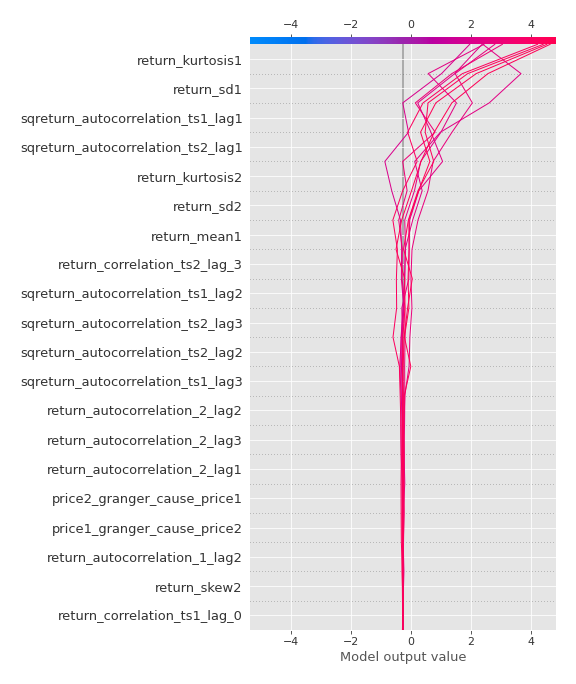 −4 −2 0 2 4
return_kurtosis1
return_sd1
sqreturn_autocorrelation_ts1_lag1
sqreturn_autocorrelation_ts2_lag1
return_kurtosis2
return_sd2
return_mean1
return_correlation_ts2_lag_3
sqreturn_autocorrelation_ts1_lag2
sqreturn_autocorrelation_ts2_lag3
sqreturn_autocorrelation_ts2_lag2
sqreturn_autocorrelation_ts1_lag3
return_autocorrelation_2_lag2
return_autocorrelation_2_lag3
return_autocorrelation_2_lag1
price2_granger_cause_price1
price1_granger_cause_price2
return_autocorrelation_1_lag2
return_skew2
return_correlation_ts1_lag_0
−4 −2 0 2 4
Model output value